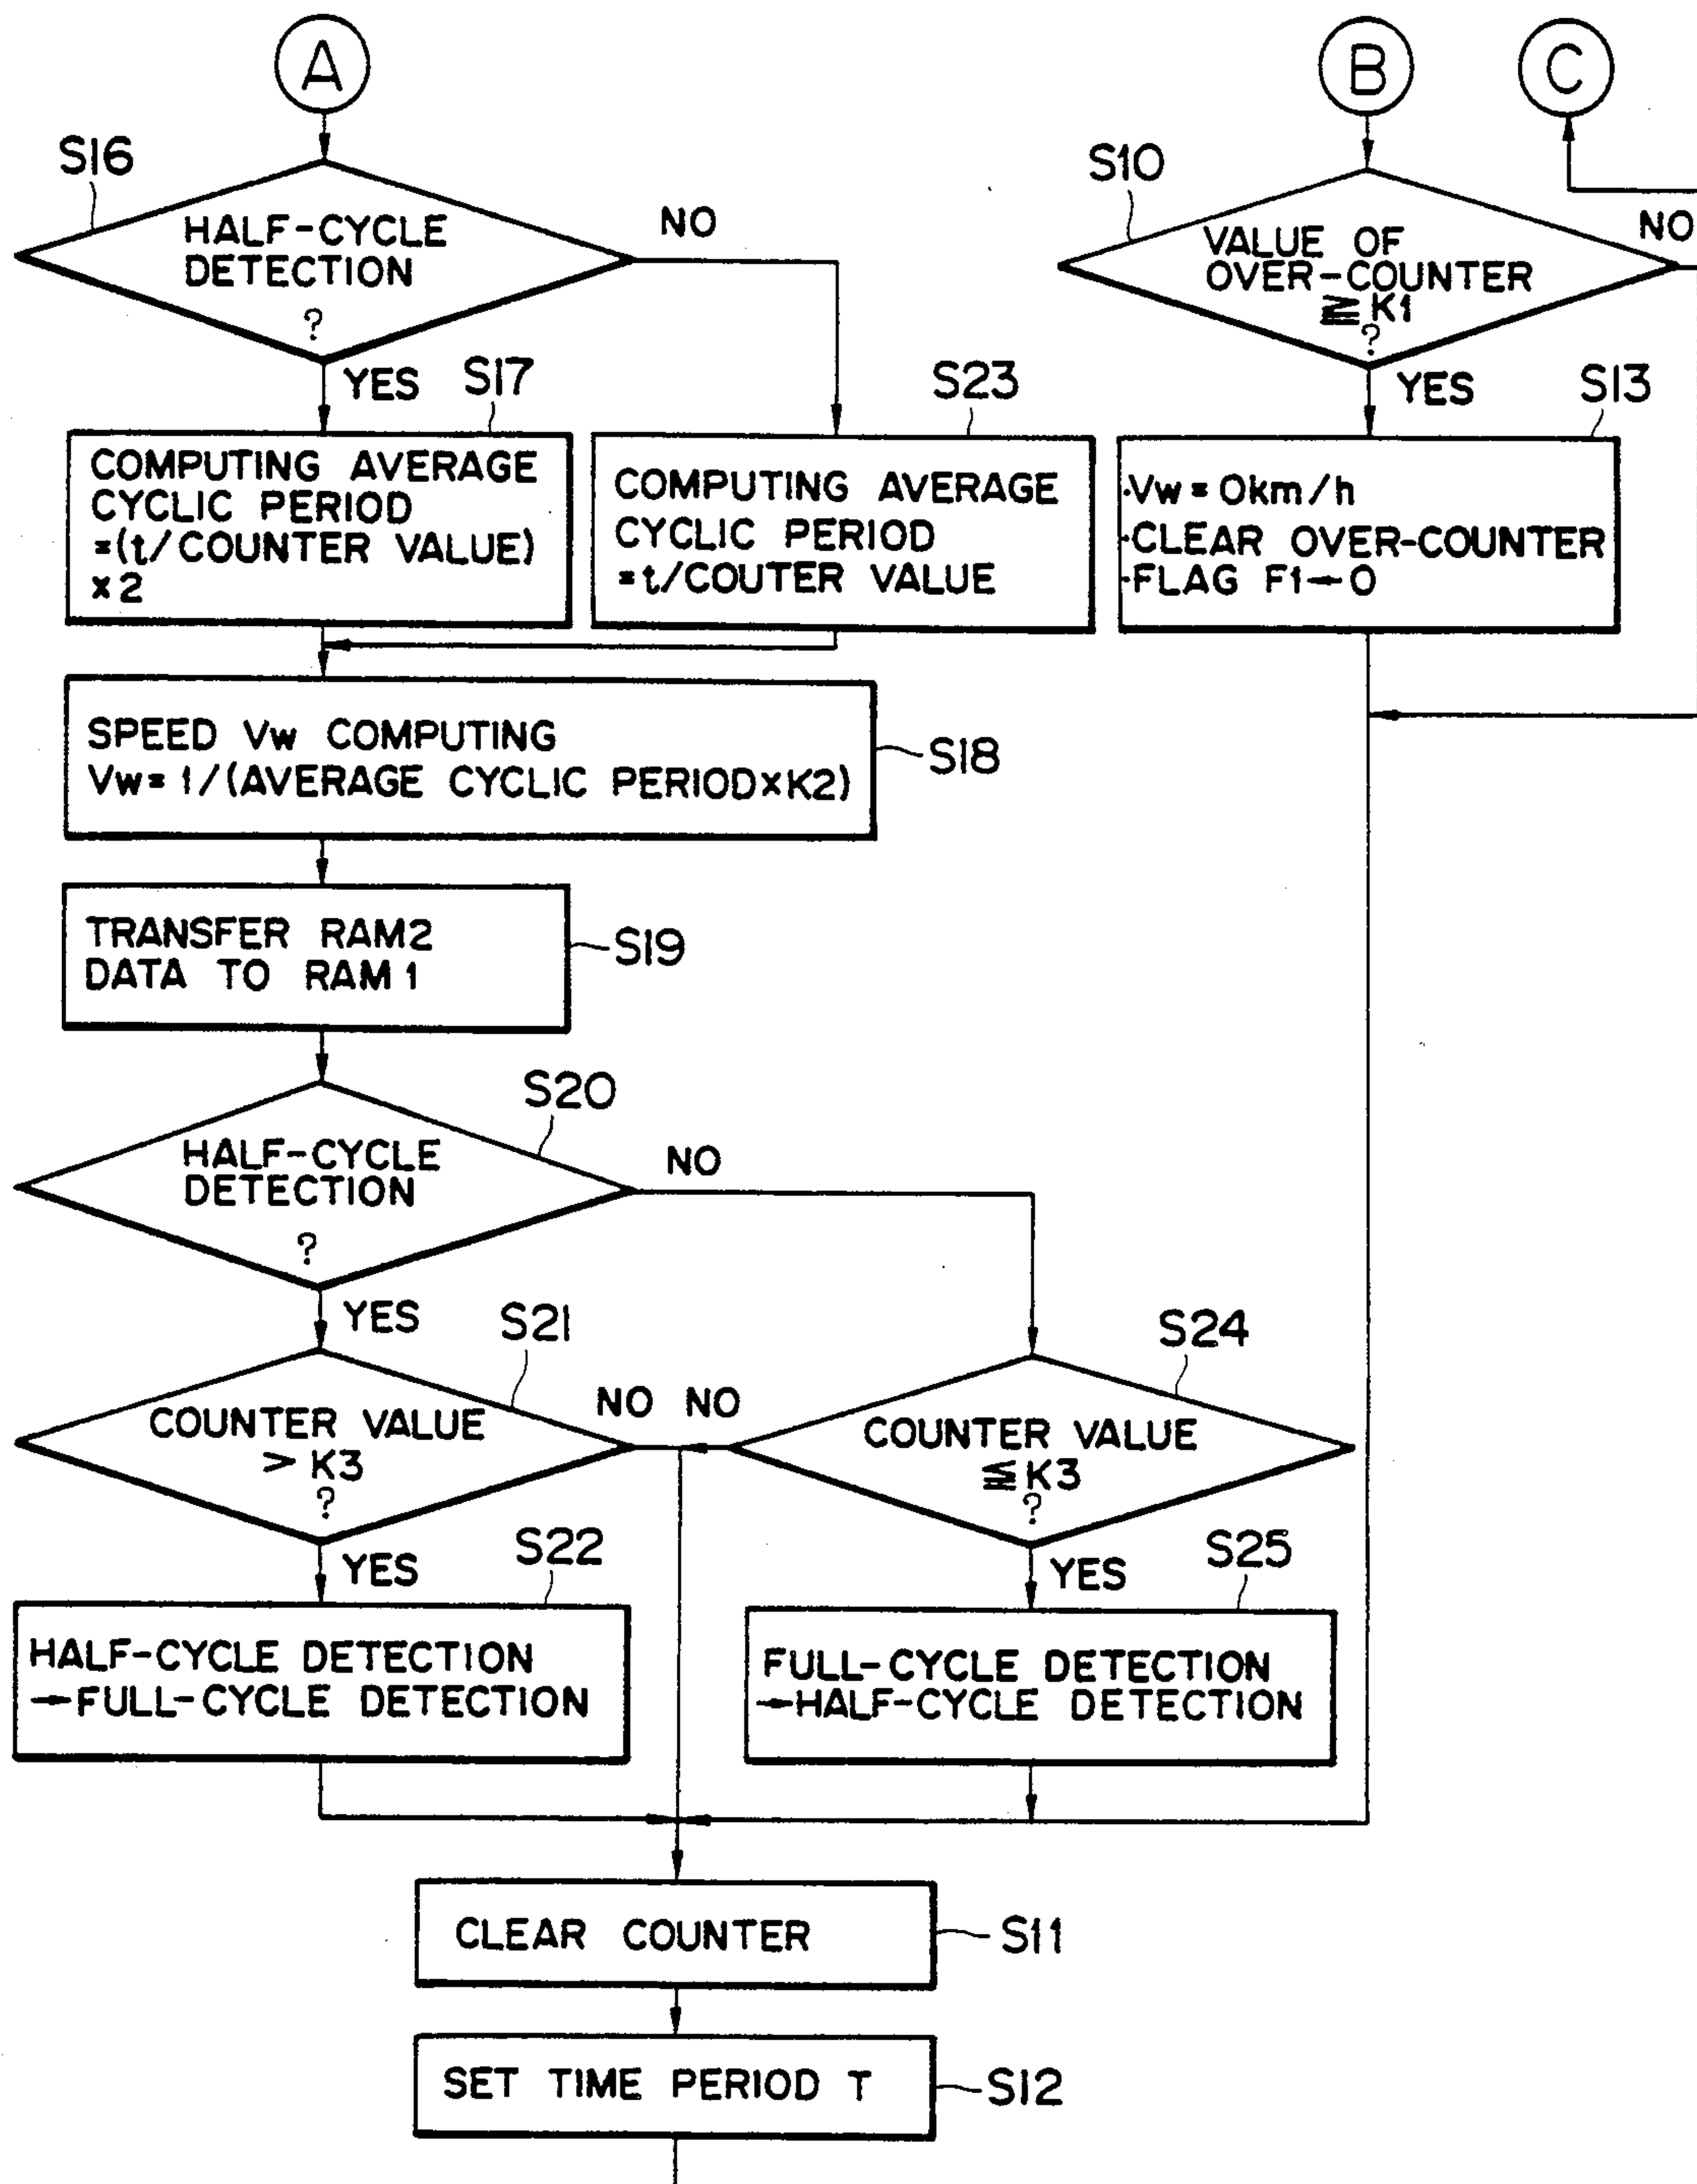 A
B
C
S16
HALF-CYCLE
DETECTION
?
NO
YES
S10
VALUE OF
OVER-COUNTER
≧ K1
?
NO
YES
S17
COMPUTING AVERAGE
CYCLIC PERIOD
=(t/COUNTER VALUE)
×2
S23
COMPUTING AVERAGE
CYCLIC PERIOD
=t/COUTER VALUE
S13
·Vw=0km/h
·CLEAR OVER-COUNTER
·FLAG F1←0
SPEED Vw COMPUTING
Vw=1/(AVERAGE CYCLIC PERIOD×K2)
S18
TRANSFER RAM2
DATA TO RAM1
S19
S20
HALF-CYCLE
DETECTION
?
NO
YES
S21
COUNTER VALUE
> K3
?
NO
YES
S24
NO
COUNTER VALUE
≦ K3
?
YES
S22
HALF-CYCLE DETECTION
→FULL-CYCLE DETECTION
S25
FULL-CYCLE DETECTION
→HALF-CYCLE DETECTION
CLEAR COUNTER
S11
SET TIME PERIOD T
S12